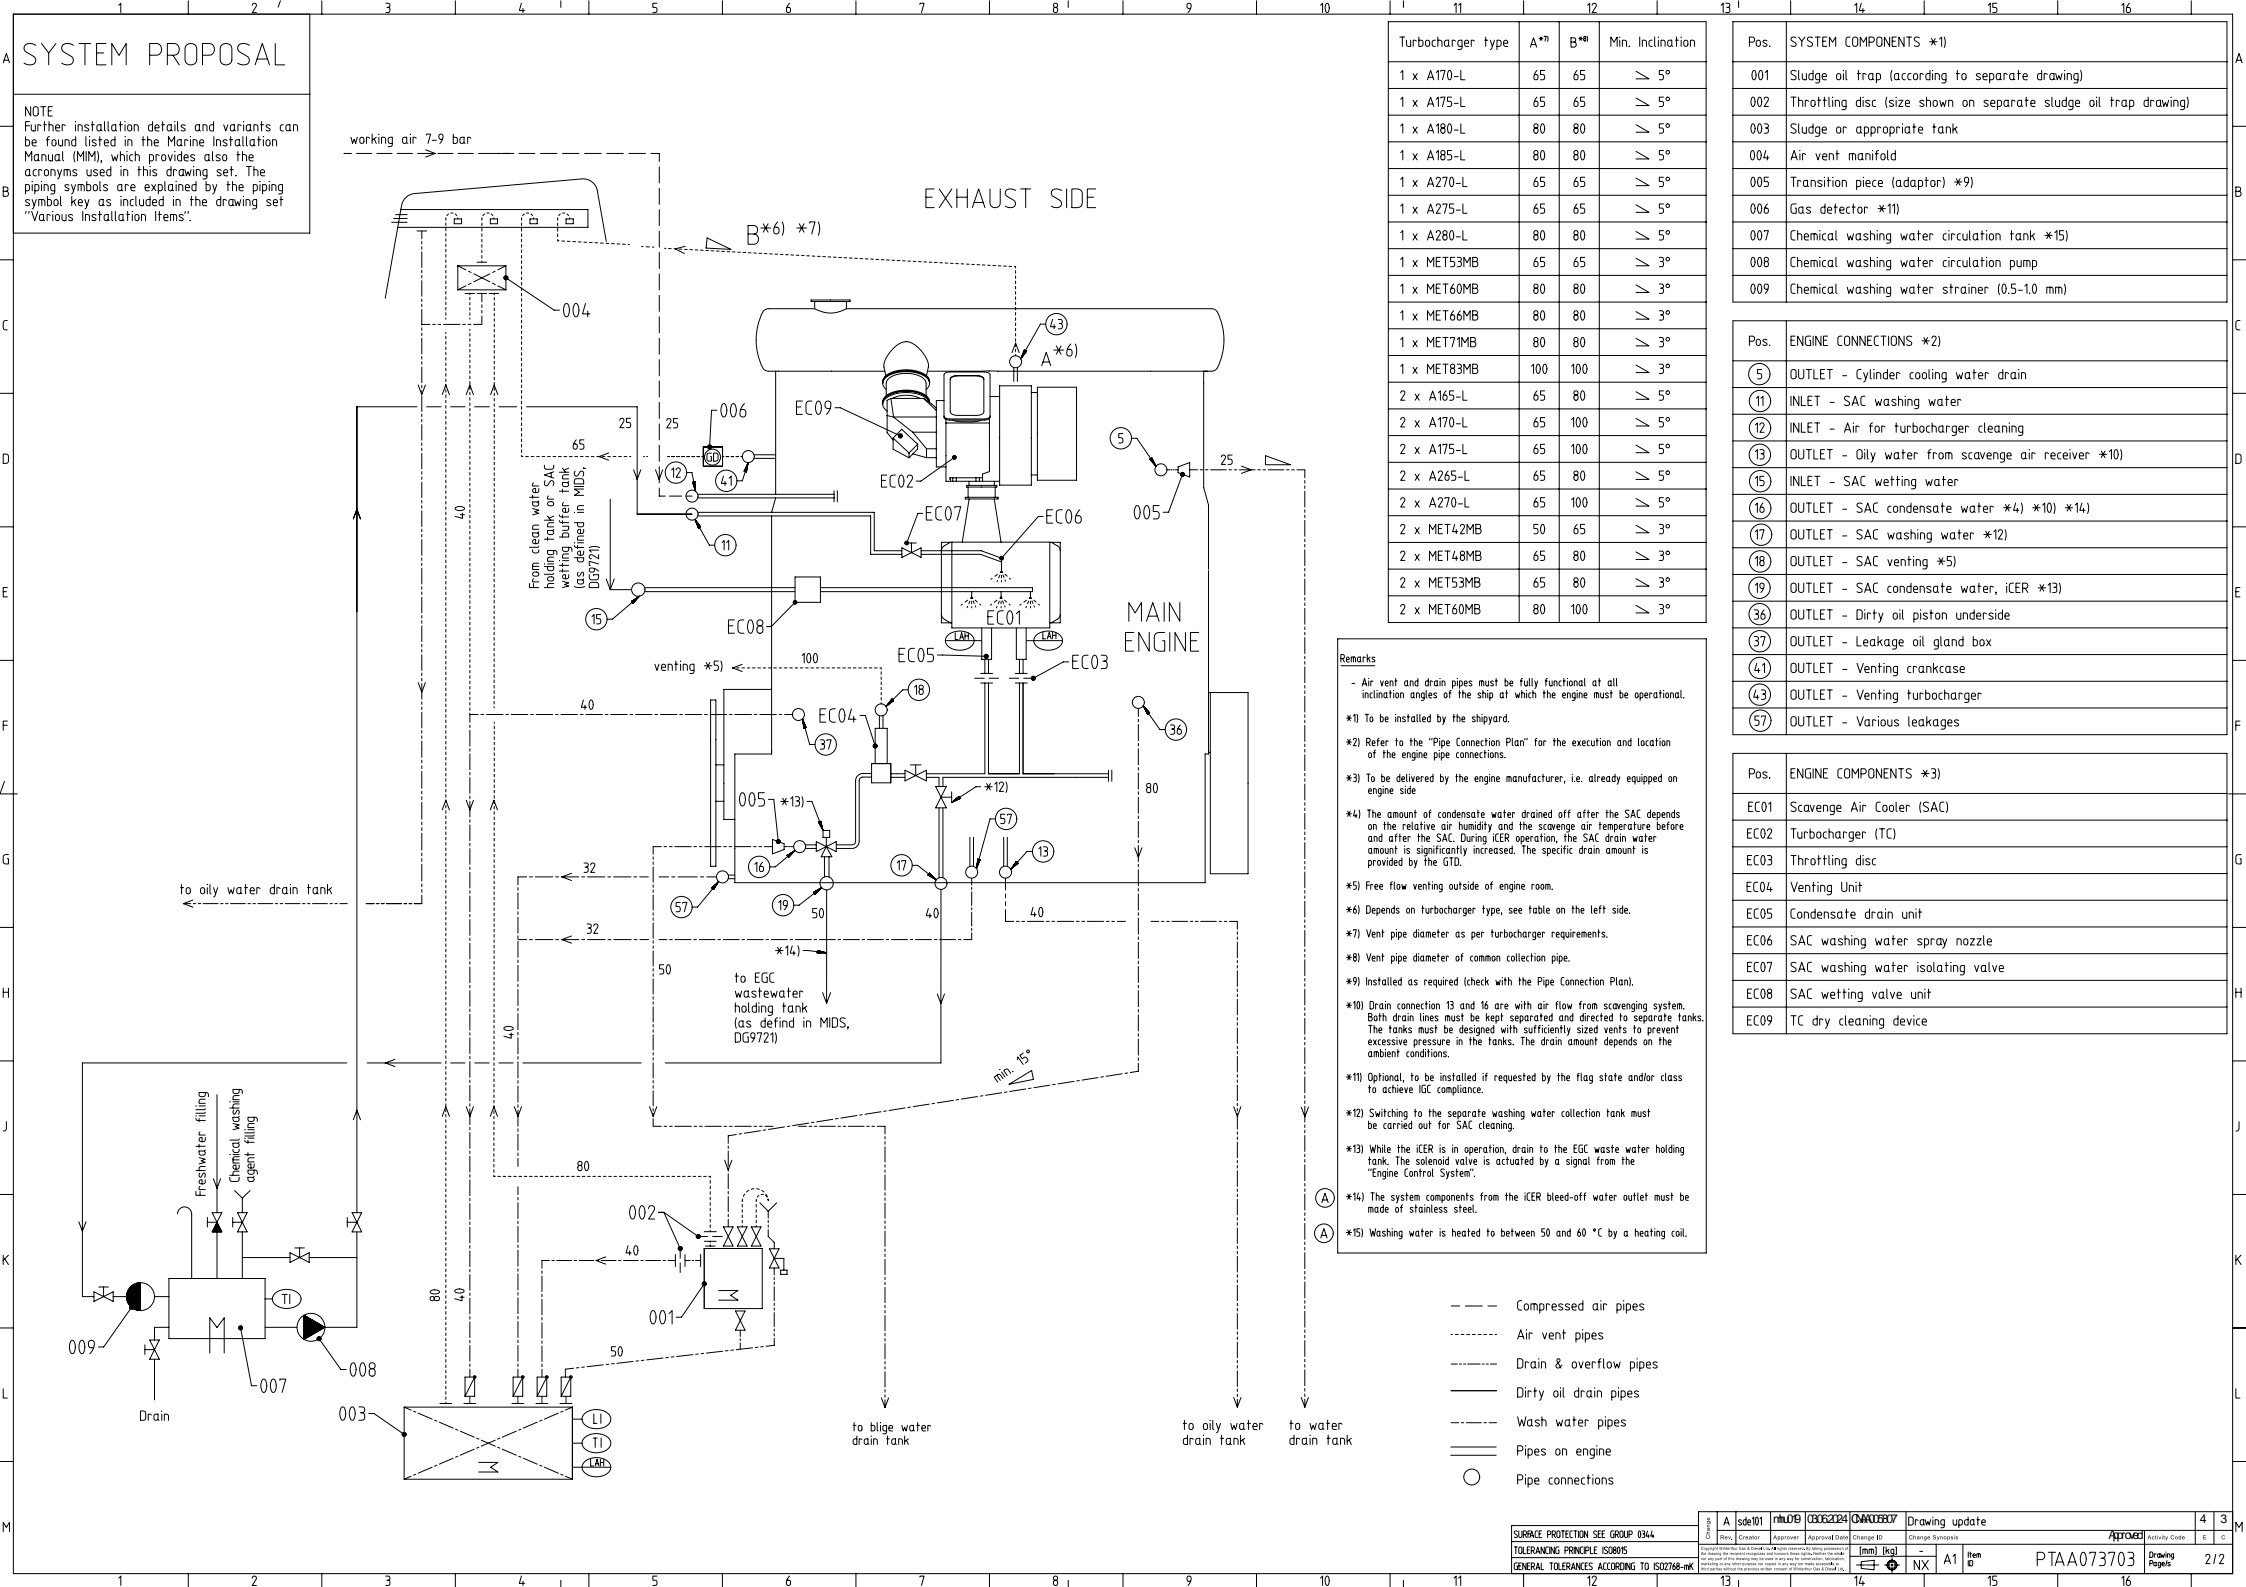 SYSTEM PROPOSAL
NOTE
Further installation details and variants can
be found listed in the Marine Installation
Manual (MIM), which provides also the
acronyms used in this drawing set. The
piping symbols are explained by the piping
symbol key as included in the drawing set
"Various Installation Items".
working air 7-9 bar
EXHAUST SIDE
B*6) *7)
004
43
A*6)
EC09
006
25
25
65
GD
12
41
EC02
5
25
005
40
From clean water
holding tank or SAC
wetting buffer tank
(as defined in MIDS,
DG9721)
EC07
EC06
11
15
EC08
EC01
MAIN
ENGINE
LAH
LAH
EC05
EC03
venting *5)
100
18
40
EC04
37
36
80
005
*13)
*12)
57
16
17
13
32
57
19
50
40
40
to oily water drain tank
32
*14)
50
to EGC
wastewater
holding tank
(as defind in MIDS,
DG9721)
40
min. 15°
Freshwater filling
Chemical washing
agent filling
80
002
40
001
80
40
TI
009
008
007
50
Drain
003
LI
TI
LAH
to blige water
drain tank
to oily water
drain tank
to water
drain tank
Turbocharger type A*7) B*8) Min. Inclination
1 x A170-L 65 65 5°
1 x A175-L 65 65 5°
1 x A180-L 80 80 5°
1 x A185-L 80 80 5°
1 x A270-L 65 65 5°
1 x A275-L 65 65 5°
1 x A280-L 80 80 5°
1 x MET53MB 65 65 3°
1 x MET60MB 80 80 3°
1 x MET66MB 80 80 3°
1 x MET71MB 80 80 3°
1 x MET83MB 100 100 3°
2 x A165-L 65 80 5°
2 x A170-L 65 100 5°
2 x A175-L 65 100 5°
2 x A265-L 65 80 5°
2 x A270-L 65 100 5°
2 x MET42MB 50 65 3°
2 x MET48MB 65 80 3°
2 x MET53MB 65 80 3°
2 x MET60MB 80 100 3°
Remarks
- Air vent and drain pipes must be fully functional at all
inclination angles of the ship at which the engine must be operational.
*1) To be installed by the shipyard.
*2) Refer to the "Pipe Connection Plan" for the execution and location
of the engine pipe connections.
*3) To be delivered by the engine manufacturer, i.e. already equipped on
engine side
*4) The amount of condensate water drained off after the SAC depends
on the relative air humidity and the scavenge air temperature before
and after the SAC. During iCER operation, the SAC drain water
amount is significantly increased. The specific drain amount is
provided by the GTD.
*5) Free flow venting outside of engine room.
*6) Depends on turbocharger type, see table on the left side.
*7) Vent pipe diameter as per turbocharger requirements.
*8) Vent pipe diameter of common collection pipe.
*9) Installed as required (check with the Pipe Connection Plan).
*10) Drain connection 13 and 16 are with air flow from scavenging system.
Both drain lines must be kept separated and directed to separate tanks.
The tanks must be designed with sufficiently sized vents to prevent
excessive pressure in the tanks. The drain amount depends on the
ambient conditions.
*11) Optional, to be installed if requested by the flag state and/or class
to achieve IGC compliance.
*12) Switching to the separate washing water collection tank must
be carried out for SAC cleaning.
*13) While the iCER is in operation, drain to the EGC waste water holding
tank. The solenoid valve is actuated by a signal from the
"Engine Control System".
A *14) The system components from the iCER bleed-off water outlet must be
made of stainless steel.
A *15) Washing water is heated to between 50 and 60 °C by a heating coil.
Compressed air pipes
Air vent pipes
Drain & overflow pipes
Dirty oil drain pipes
Wash water pipes
Pipes on engine
Pipe connections
Pos. SYSTEM COMPONENTS *1)
001 Sludge oil trap (according to separate drawing)
002 Throttling disc (size shown on separate sludge oil trap drawing)
003 Sludge or appropriate tank
004 Air vent manifold
005 Transition piece (adaptor) *9)
006 Gas detector *11)
007 Chemical washing water circulation tank *15)
008 Chemical washing water circulation pump
009 Chemical washing water strainer (0.5-1.0 mm)
Pos. ENGINE CONNECTIONS *2)
5 OUTLET - Cylinder cooling water drain
11 INLET - SAC washing water
12 INLET - Air for turbocharger cleaning
13 OUTLET - Oily water from scavenge air receiver *10)
15 INLET - SAC wetting water
16 OUTLET - SAC condensate water *4) *10) *14)
17 OUTLET - SAC washing water *12)
18 OUTLET - SAC venting *5)
19 OUTLET - SAC condensate water, iCER *13)
36 OUTLET - Dirty oil piston underside
37 OUTLET - Leakage oil gland box
41 OUTLET - Venting crankcase
43 OUTLET - Venting turbocharger
57 OUTLET - Various leakages
Pos. ENGINE COMPONENTS *3)
EC01 Scavenge Air Cooler (SAC)
EC02 Turbocharger (TC)
EC03 Throttling disc
EC04 Venting Unit
EC05 Condensate drain unit
EC06 SAC washing water spray nozzle
EC07 SAC washing water isolating valve
EC08 SAC wetting valve unit
EC09 TC dry cleaning device
SURFACE PROTECTION SEE GROUP 0344
TOLERANCING PRINCIPLE ISO8015
GENERAL TOLERANCES ACCORDING TO ISO2768-mK
Change
A sde101 nfmu019 03.06.2024 CNAA005807 Drawing update 4 3
Rev. Creator Approver Approval Date Change ID Change Synopsis Approved Activity Code E C
[mm] [kg] - NX A1 Item ID PTAA073703 Drawing Page/s 2/2
1 2 3 4 5 6 7 8 9 10 11 12 13 14 15 16
A B C D E F G H J K L M